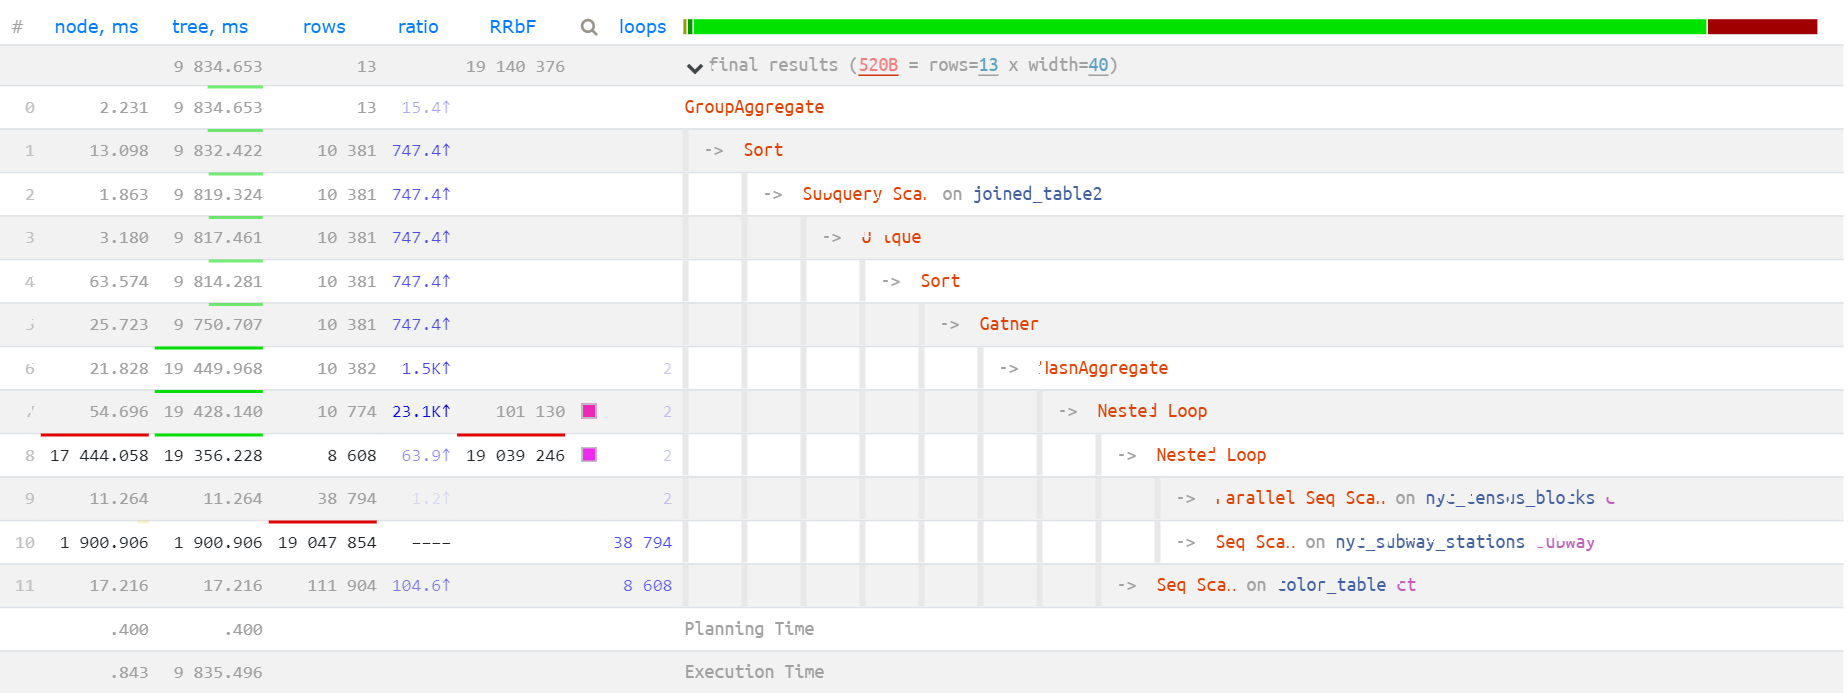 # node, ms tree, ms rows ratio RRbF loops
9 834.653 13 19 140 376 final results (520B = rows=13 x width=40)
0 2.231 9 834.653 13 15.4↑ GroupAggregate
1 13.098 9 832.422 10 381 747.4↑ -> Sort
2 1.863 9 819.324 10 381 747.4↑ -> Subquery on joined_table2
3 3.180 9 817.461 10 381 747.4↑ ->
4 63.574 9 814.281 10 381 747.4↑ -> Sort
5 25.723 9 750.707 10 381 747.4↑ -> Gather
6 21.828 19 449.968 10 382 1.5K↑ 2 -> HashAggregate
7 54.696 19 428.140 10 774 23.1K↑ 101 130 2 -> Nested Loop
8 17 444.058 19 356.228 8 608 63.9↑ 19 039 246 2 -> Nested Loop
9 11.264 11.264 38 794 1.2↑ 2 -> Parallel Seq on nyc_census_blocks c
10 1 900.906 1 900.906 19 047 854 ---- 38 794 -> Seq on nyc_subway_stations subway
11 17.216 17.216 111 904 104.6↑ 8 608 -> Seq on color_table ct
.400 .400 Planning Time
.843 9 835.496 Execution Time